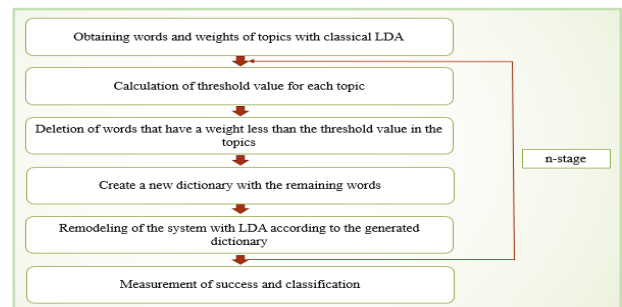 Obtaining words and weights of topics with classical LDA
Calculation of threshold value for each topic
Deletion of words that have a weight less than the threshold value in the
topics
n-stage
Create a new dictionary with the remaining words
Remodeling of the system with LDA according to the generated
dictionary
Measurement of success and classification